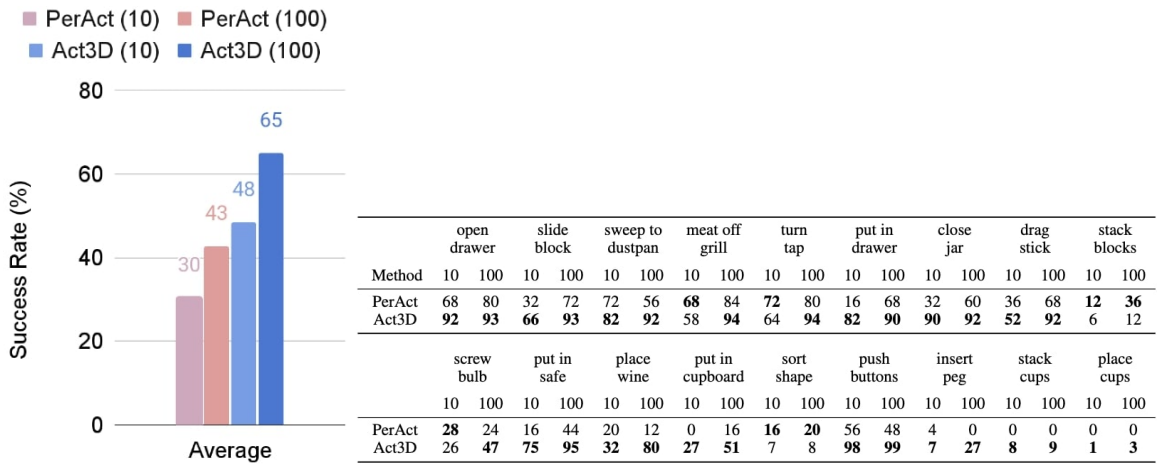 PerAct (10) PerAct (100)
Act3D (10) Act3D (100)
80
65
60
48
43
40
30
20
0
Success Rate (%)
Average
open slide sweep to meat off turn put in close drag stack
drawer block dustpan grill tap drawer jar stick blocks
Method 10 100 10 100 10 100 10 100 10 100 10 100 10 100 10 100 10 100
PerAct 68 80 32 72 72 56 68 84 72 80 16 68 32 60 36 68 12 36
Act3D 92 93 66 93 82 92 58 94 64 94 82 90 90 92 52 92 6 12
screw put in place put in sort push insert stack place
bulb safe wine cupboard shape buttons peg cups cups
10 100 10 100 10 100 10 100 10 100 10 100 10 100 10 100 10 100
PerAct 28 24 16 44 20 12 0 16 16 20 56 48 4 0 0 0 0 0
Act3D 26 47 75 95 32 80 27 51 7 8 98 99 7 27 8 9 1 3